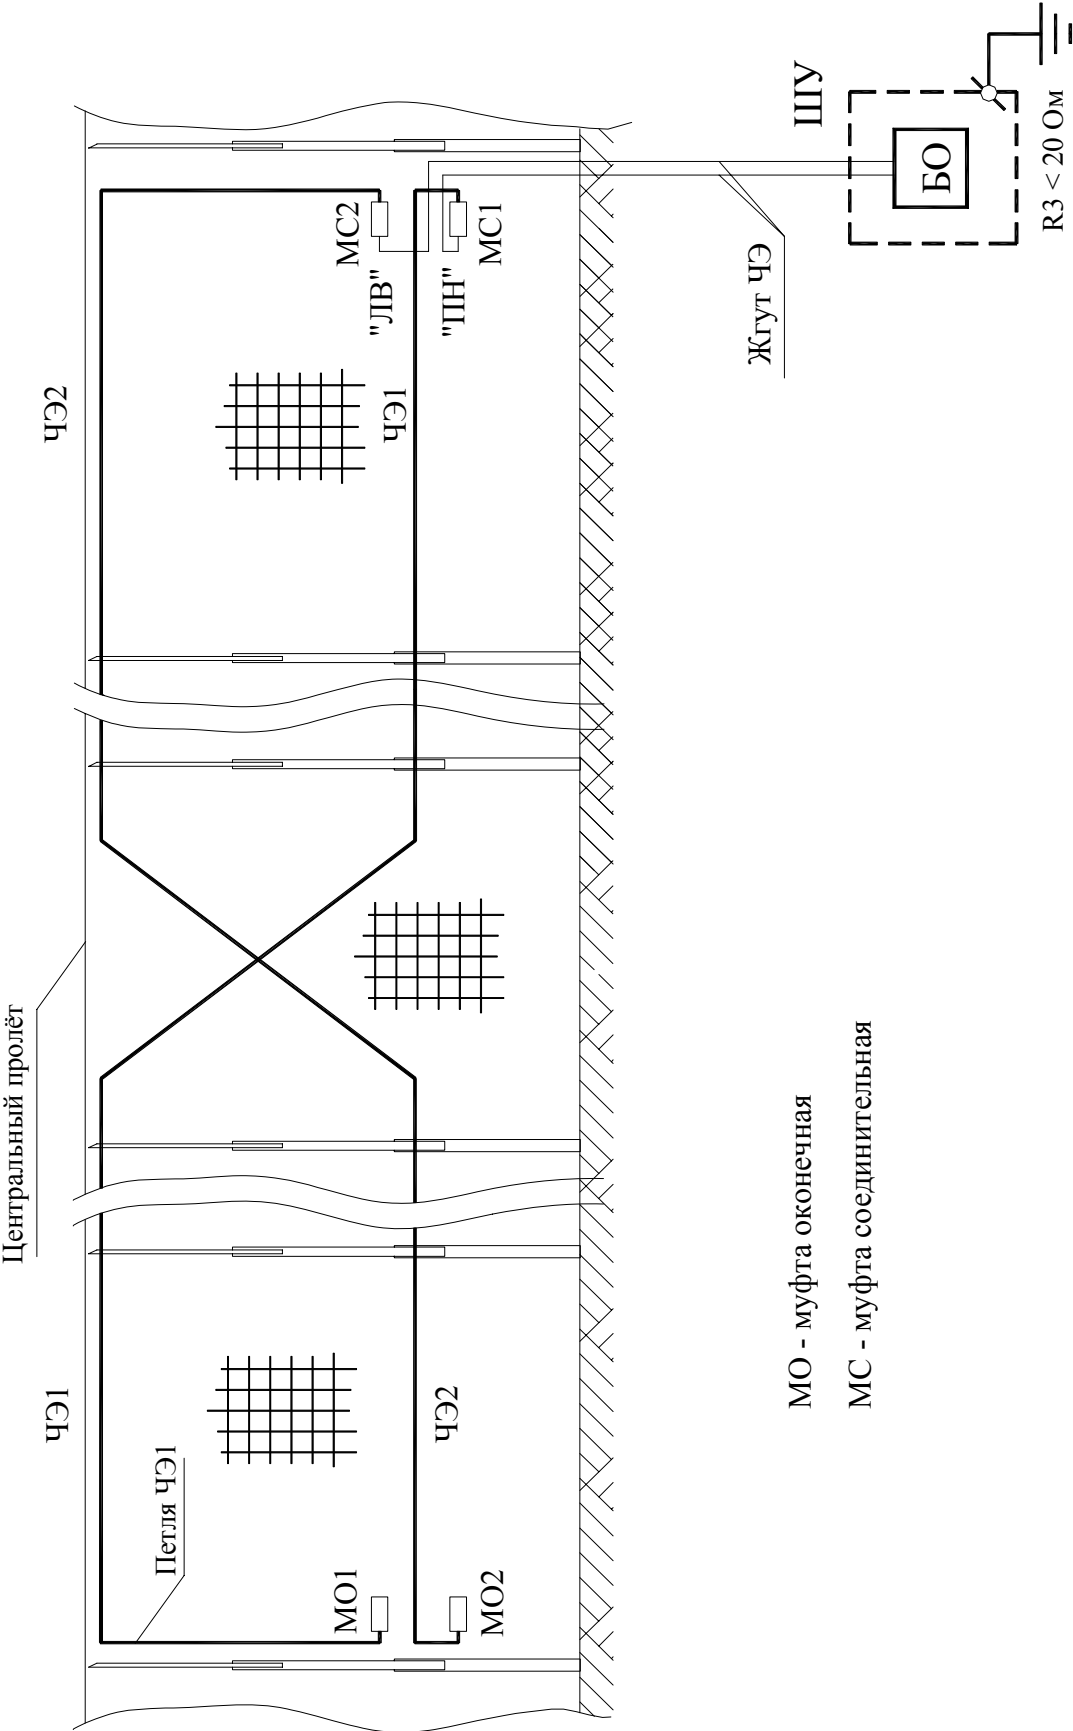 Центральный пролёт
ЧЭ1
ЧЭ2
Петля ЧЭ1
МО1
МО2
ЧЭ2
ЧЭ1
МС2
"ЛВ"
МС1
"ПН"
Жгут ЧЭ
ШУ
БО
RЗ < 20 Ом
МО - муфта оконечная
МС - муфта соединительная